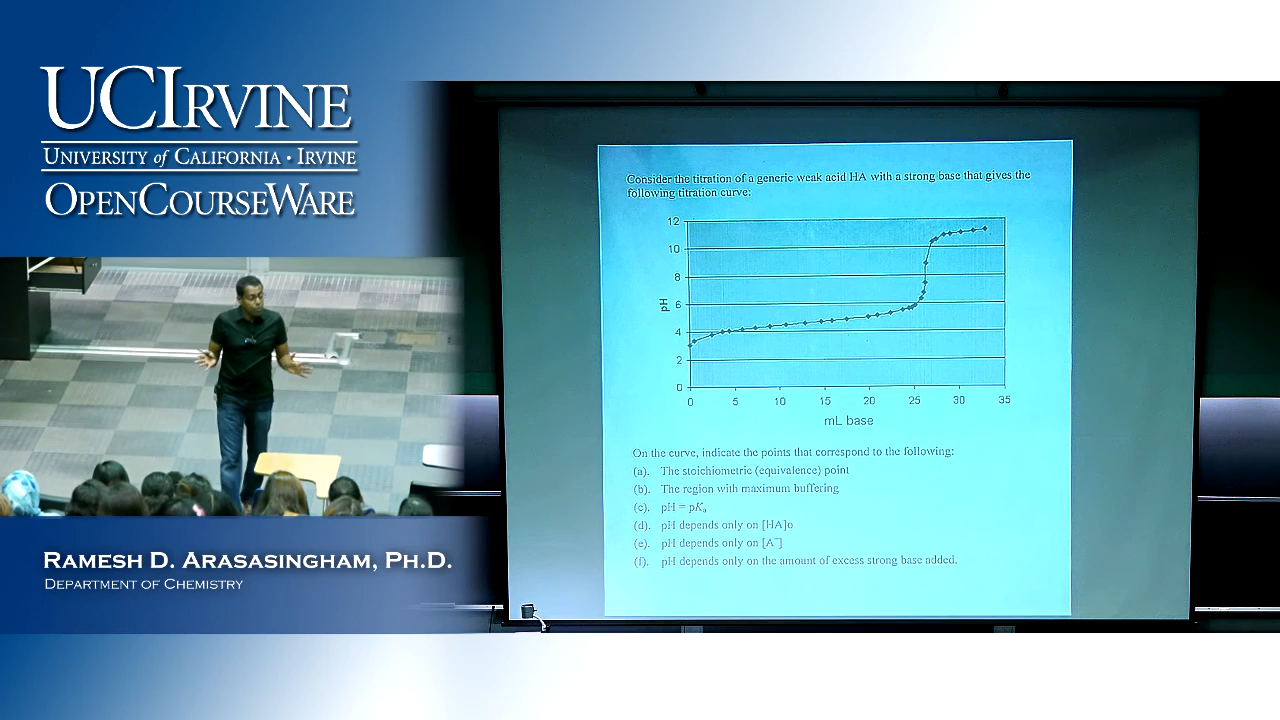 UCIRVINE
UNIVERSITY of CALIFORNIA · IRVINE
OPENCOURSEWARE
RAMESH D. ARASASINGHAM, PH.D.
DEPARTMENT OF CHEMISTRY
Consider the titration of a generic weak acid HA with a strong base that gives the
following titration curve:
12
10
8
6
4
2
0
pH
0 5 10 15 20 25 30 35
mL base
On the curve, indicate the points that correspond to the following:
(a). The stoichiometric (equivalence) point
(b). The region with maximum buffering
(c). pH = pKa
(d). pH depends only on [HA]o
(e). pH depends only on [A⁻]
(f). pH depends only on the amount of excess strong base added.